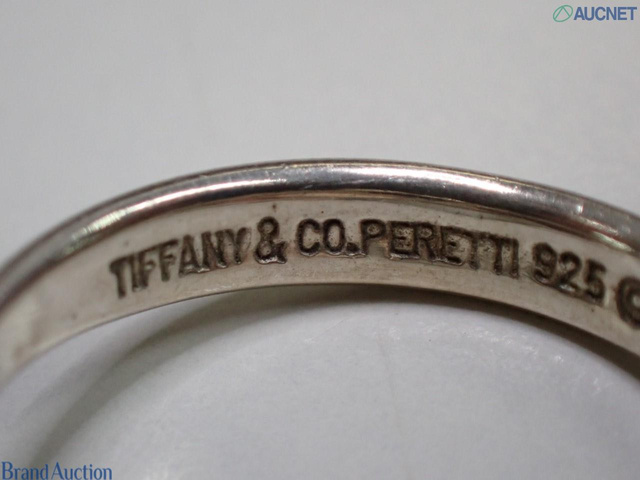 AUCNET
TIFFANY & CO. PERETTI 925
Brand Auction